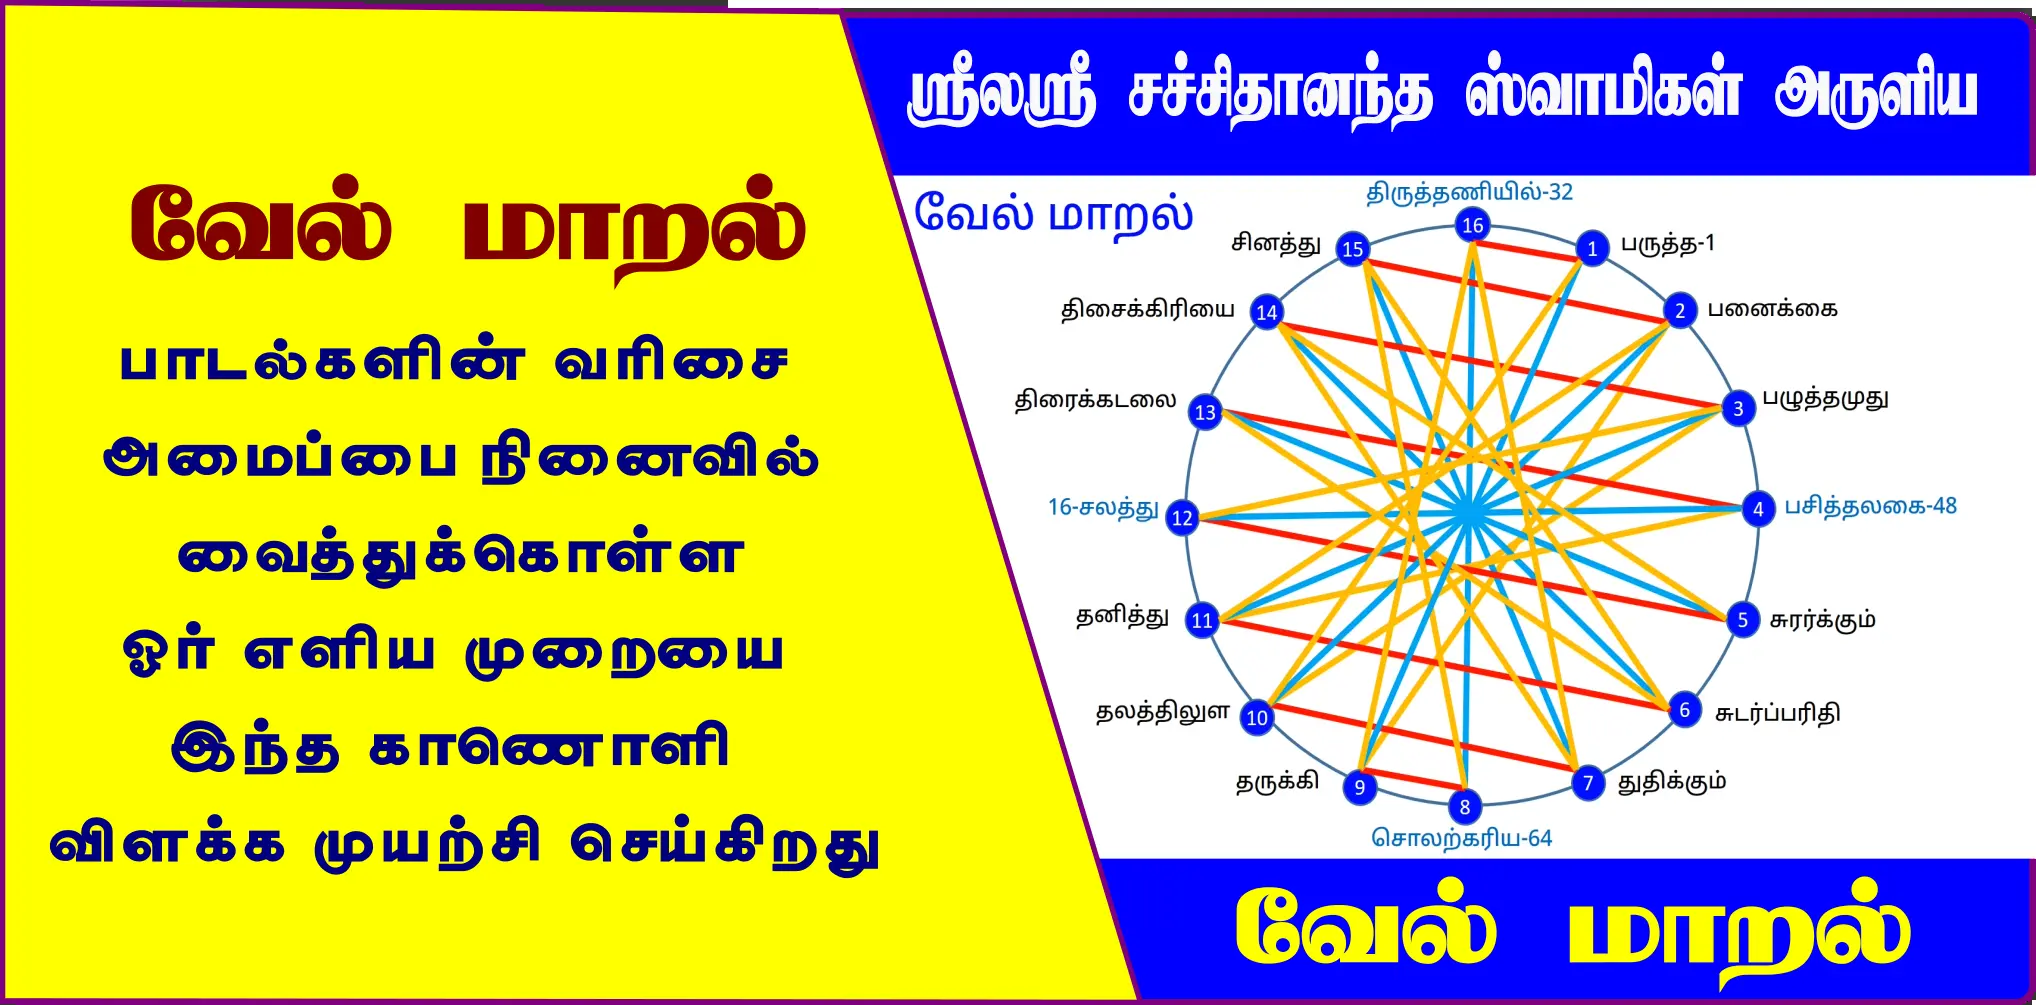 வேல் மாறல்
பாடல்களின் வரிசை
அமைப்பை நினைவில்
வைத்துக்கொள்ள
ஓர் எளிய முறையை
இந்த காணொளி
விளக்க முயற்சி செய்கிறது
ஸ்ரீலஸ்ரீ சச்சிதானந்த ஸ்வாமிகள் அருளிய
வேல் மாறல்
திருத்தணியில்-32
16
சினத்து 15
1 பருத்த-1
திசைக்கிரியை 14
2 பனைக்கை
திரைக்கடலை 13
3 பழுத்தமுது
16-சலத்து 12
4 பசித்தலகை-48
தனித்து 11
5 சுரர்க்கும்
தலத்திலுள 10
6 சுடர்ப்பரிதி
தருக்கி 9
7 துதிக்கும்
8
சொலற்கரிய-64
வேல் மாறல்